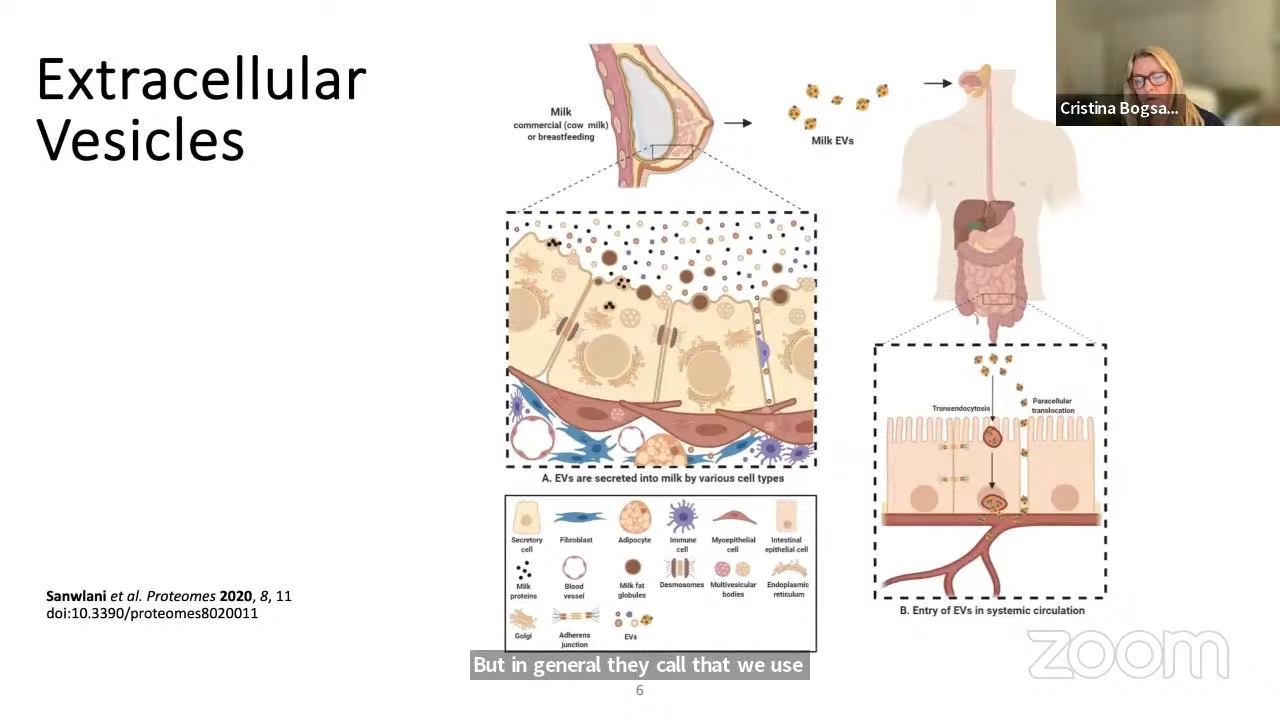 Extracellular
Vesicles
Milk
commercial (cow milk)
or breastfeeding
Milk EVs
Cristina Bogsa...
A. EVs are secreted into milk by various cell types
Transendocytosis
Paracellular
translocation
B. Entry of EVs in systemic circulation
Secretory
cell
Fibroblast
Adipocyte
Immune
cell
Myoepithelial
cell
Intestinal
epithelial cell
Milk
proteins
Blood
vessel
Milk fat
globules
Desmosomes
Multivesicular
bodies
Endoplasmic
reticulum
Golgi
Adherens
junction
EVs
Sanwlani et al. Proteomes 2020, 8, 11
doi:10.3390/proteomes8020011
But in general they call that we use
6
zoom